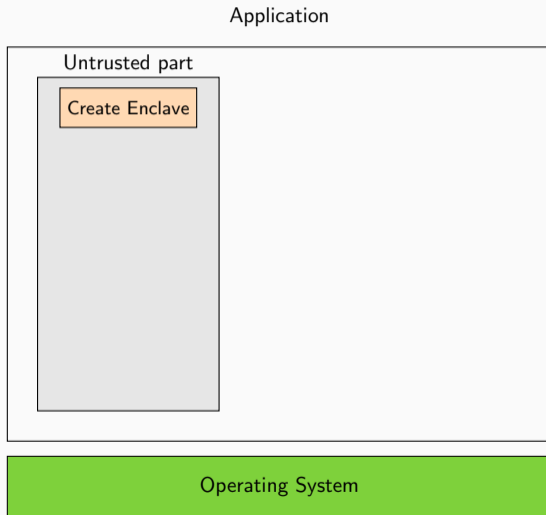 Application
Untrusted part
Create Enclave
Operating System